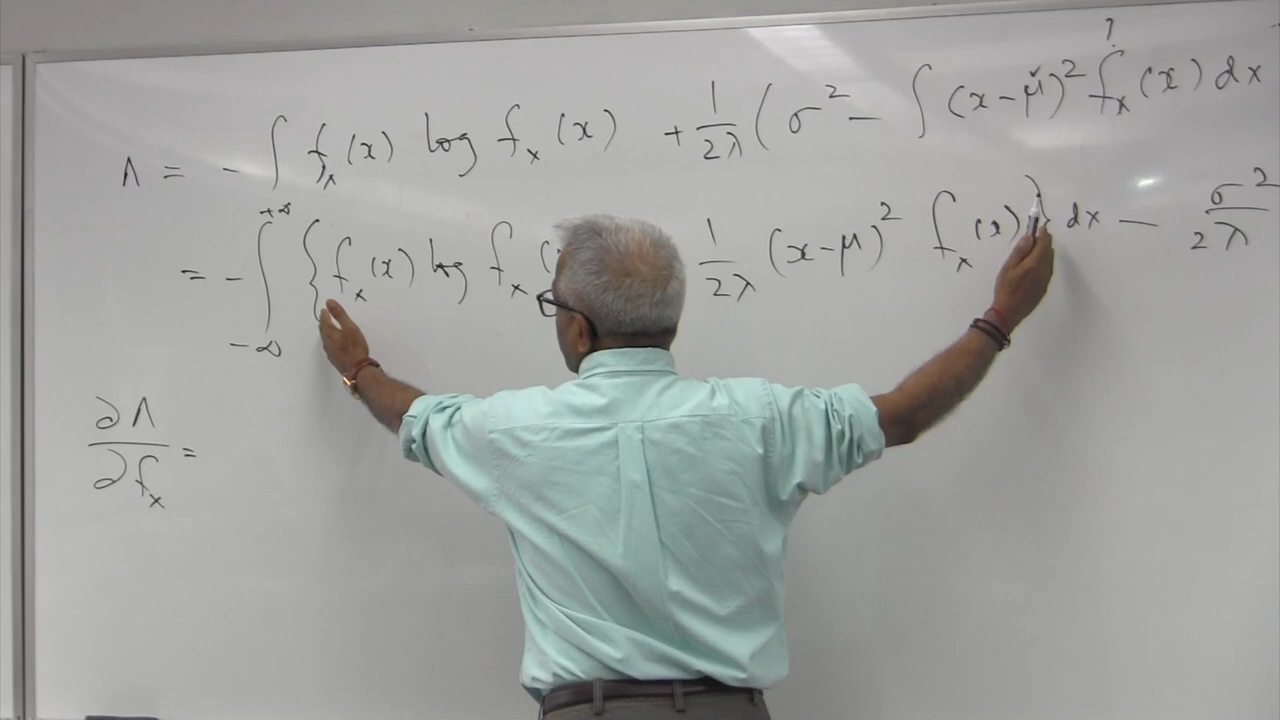 ?
Λ = - ∫ f_x(x) log f_x(x) + 1/2λ (σ² - ∫ (x-μ̌)² f_x(x) dx
= - ∫_{-∞}^{+∞} { f_x(x) log f_x (x 1/2λ (x-μ)² f_x(x) } dx - σ²/2λ
∂Λ/∂f_x =